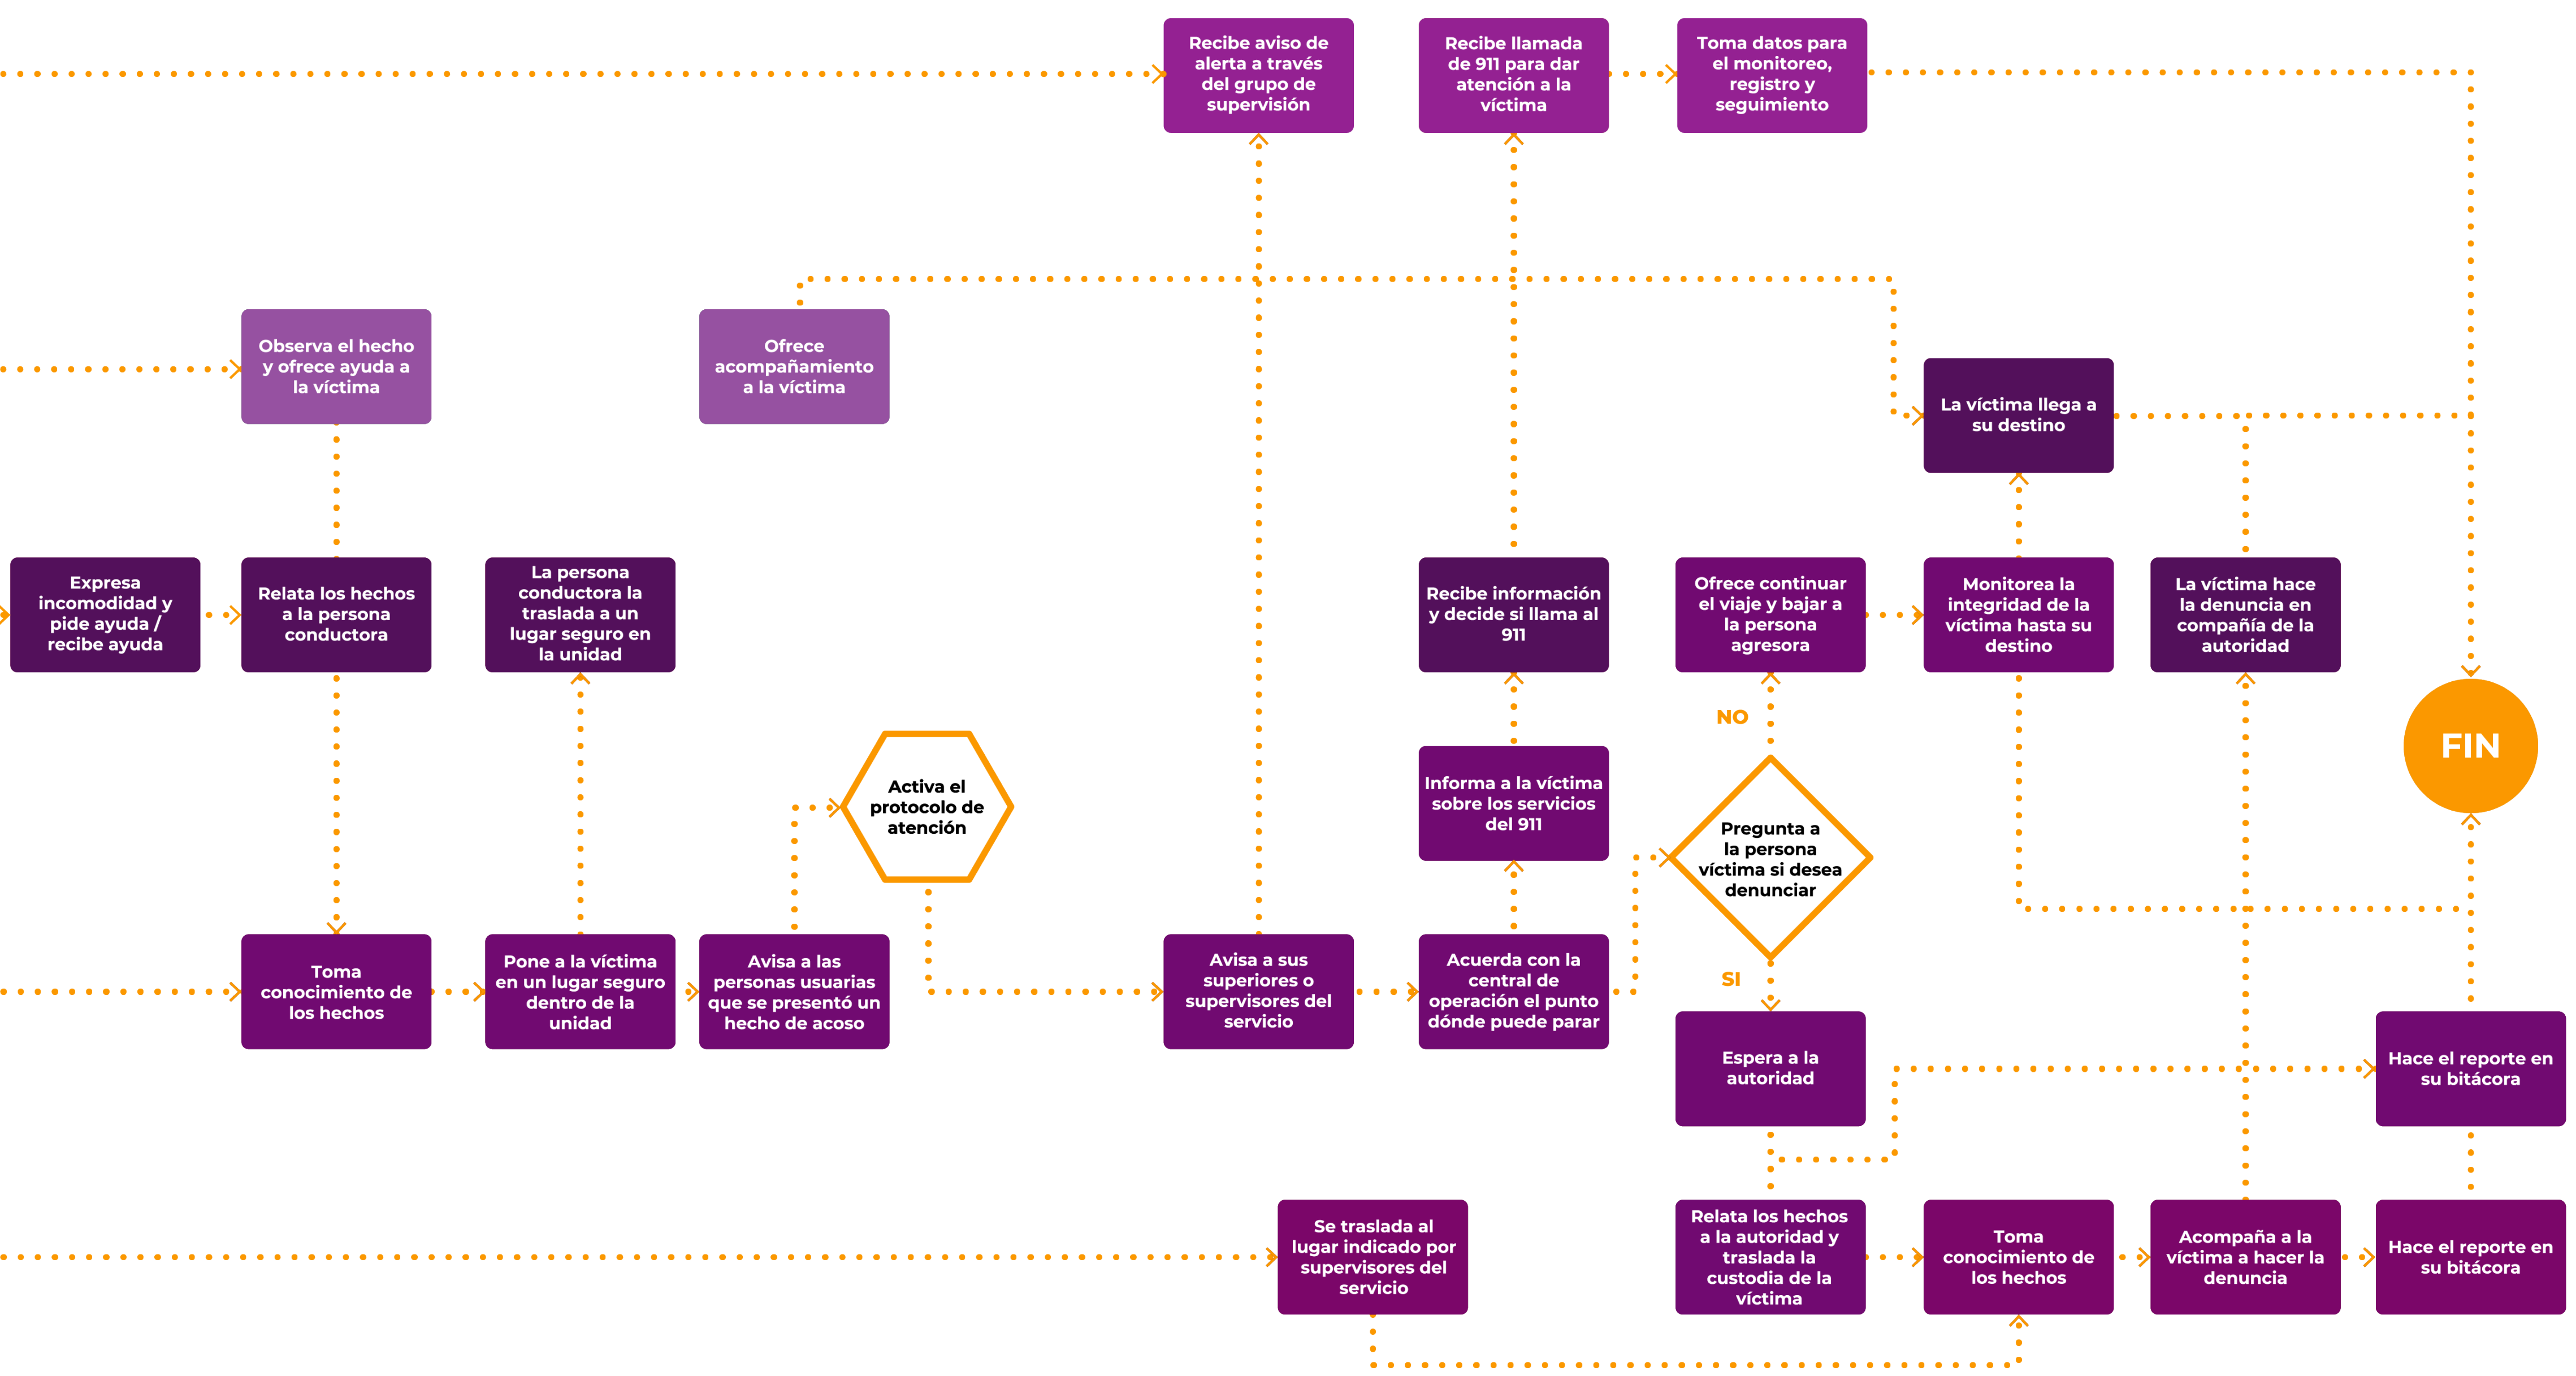 Recibe aviso de
alerta a través
del grupo de
supervisión
Recibe llamada
de 911 para dar
atención a la
víctima
Toma datos para
el monitoreo,
registro y
seguimiento
Observa el hecho
y ofrece ayuda a
la víctima
Ofrece
acompañamiento
a la víctima
La víctima llega a
su destino
Expresa
incomodidad y
pide ayuda /
recibe ayuda
Relata los hechos
a la persona
conductora
La persona
conductora la
traslada a un
lugar seguro en
la unidad
Recibe información
y decide si llama al
911
Ofrece continuar
el viaje y bajar a
la persona
agresora
Monitorea la
integridad de la
víctima hasta su
destino
La víctima hace
la denuncia en
compañía de la
autoridad
NO
FIN
Activa el
protocolo de
atención
Informa a la víctima
sobre los servicios
del 911
Pregunta a
la persona
víctima si desea
denunciar
SI
Toma
conocimiento de
los hechos
Pone a la víctima
en un lugar seguro
dentro de la
unidad
Avisa a las
personas usuarias
que se presentó un
hecho de acoso
Avisa a sus
superiores o
supervisores del
servicio
Acuerda con la
central de
operación el punto
dónde puede parar
Espera a la
autoridad
Hace el reporte en
su bitácora
Se traslada al
lugar indicado por
supervisores del
servicio
Relata los hechos
a la autoridad y
traslada la
custodia de la
víctima
Toma
conocimiento de
los hechos
Acompaña a la
víctima a hacer la
denuncia
Hace el reporte en
su bitácora